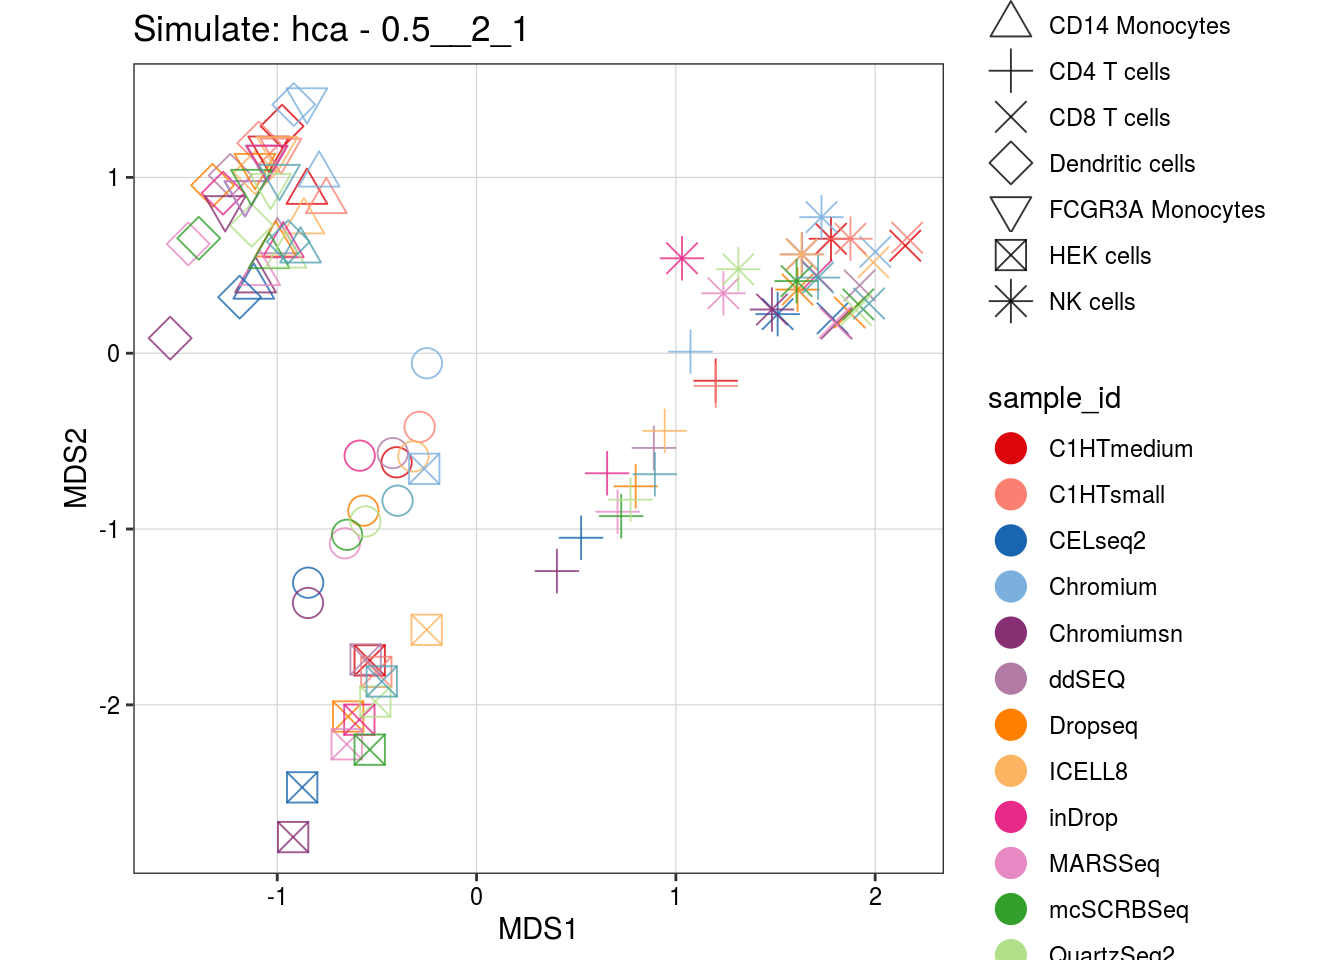 Simulate: hca - 0.5__2_1
CD14 Monocytes
CD4 T cells
CD8 T cells
Dendritic cells
FCGR3A Monocytes
HEK cells
NK cells
sample_id
C1HTmedium
C1HTsmall
CELseq2
Chromium
Chromiumsn
ddSEQ
Dropseq
ICELL8
inDrop
MARSSeq
mcSCRBSeq
QuartzSeq2
MDS2
1
0
-1
-2
-1
0
1
2
MDS1